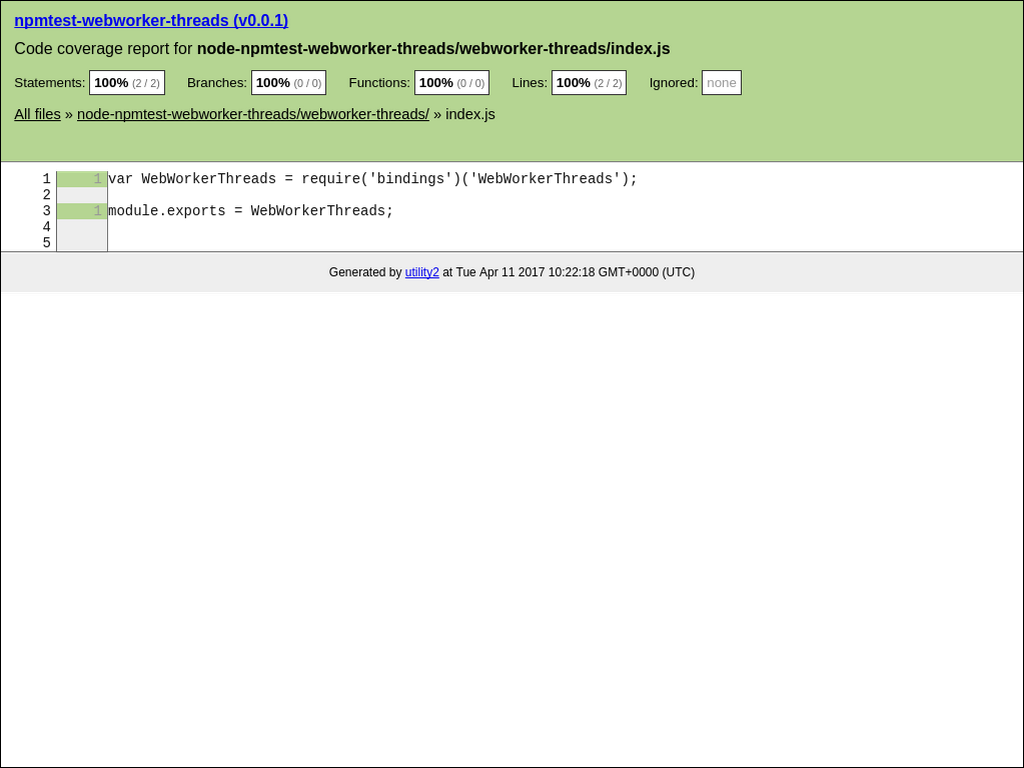 npmtest-webworker-threads (v0.0.1)
Code coverage report for node-npmtest-webworker-threads/webworker-threads/index.js
Statements: 100% (2 / 2) Branches: 100% (0 / 0) Functions: 100% (0 / 0) Lines: 100% (2 / 2) Ignored: none
All files » node-npmtest-webworker-threads/webworker-threads/ » index.js
1 1 var WebWorkerThreads = require('bindings')('WebWorkerThreads');
2
3 1 module.exports = WebWorkerThreads;
4
5
Generated by utility2 at Tue Apr 11 2017 10:22:18 GMT+0000 (UTC)